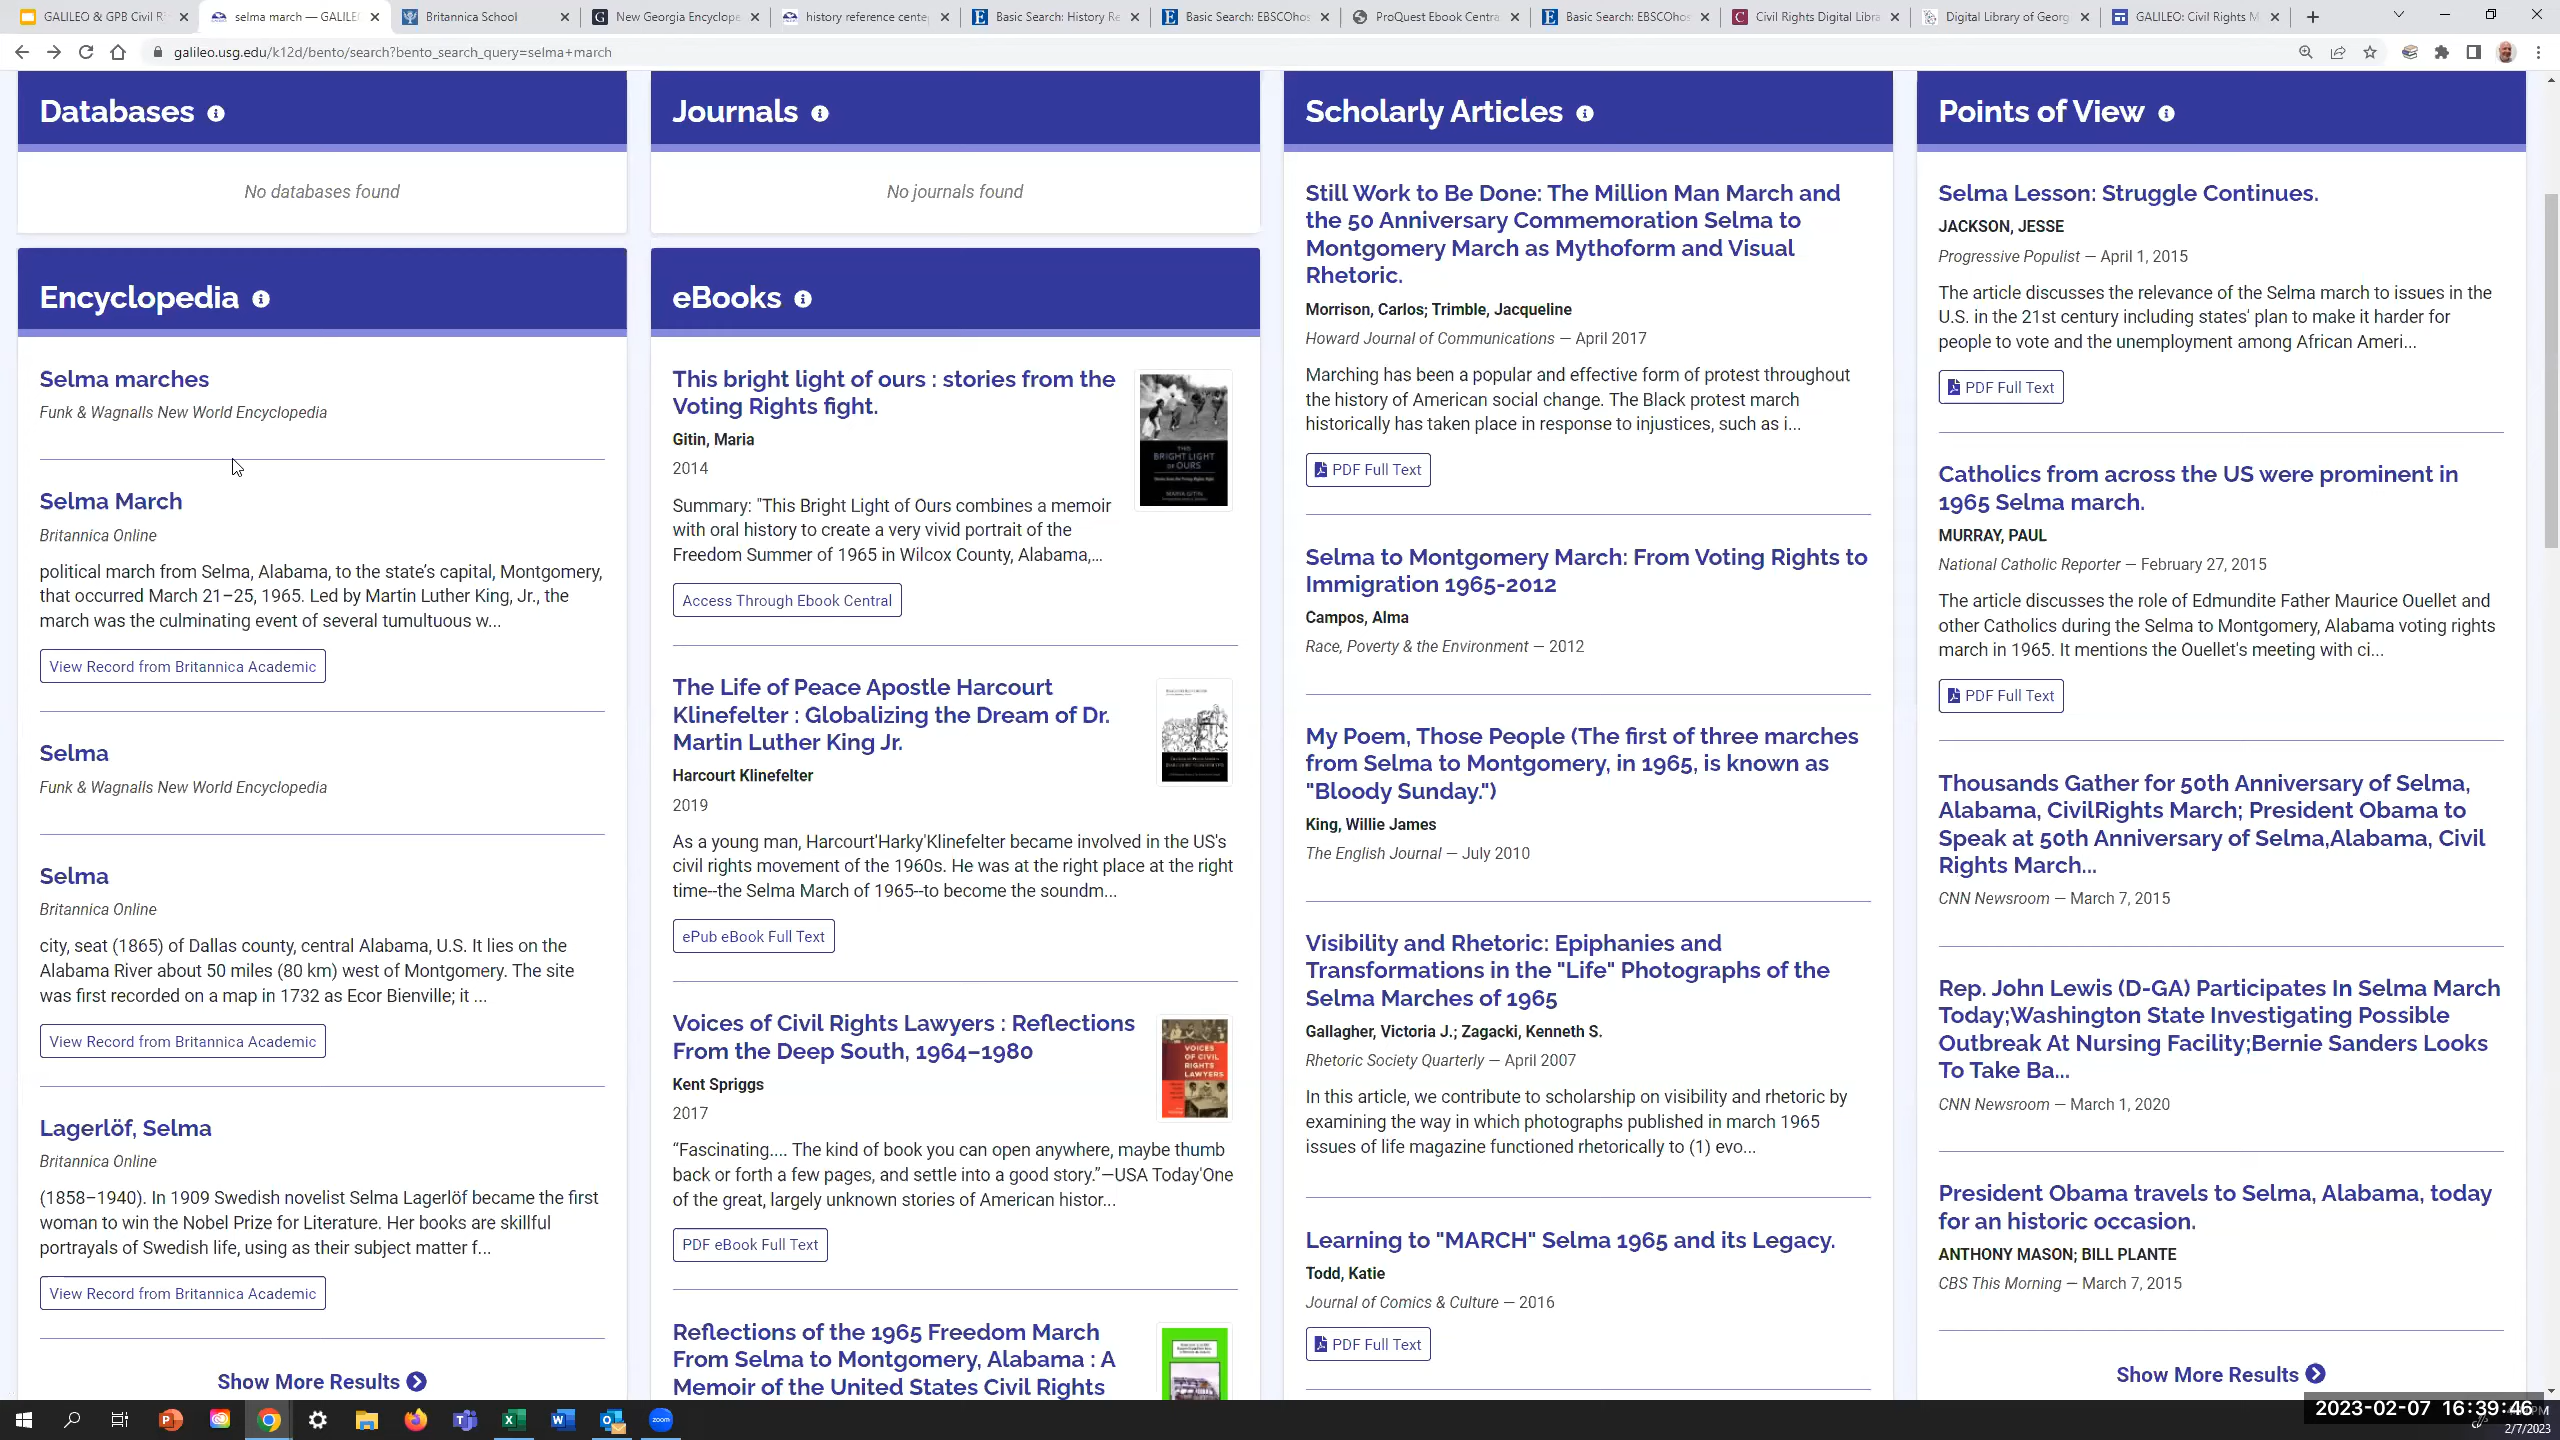 GALILEO & GPB Civil R
selma march — GALILE
Britannica School
New Georgia Encyclope
history reference cente
Basic Search: History Re
Basic Search: EBSCOhos
ProQuest Ebook Centra
Basic Search: EBSCOhos
Civil Rights Digital Libra
Digital Library of Georg
GALILEO: Civil Rights M
galileo.usg.edu/k12d/bento/search?bento_search_query=selma+march
Databases
No databases found
Encyclopedia
Selma marches
Funk & Wagnalls New World Encyclopedia
Selma March
Britannica Online
political march from Selma, Alabama, to the state’s capital, Montgomery,
that occurred March 21–25, 1965. Led by Martin Luther King, Jr., the
march was the culminating event of several tumultuous w...
View Record from Britannica Academic
Selma
Funk & Wagnalls New World Encyclopedia
Selma
Britannica Online
city, seat (1865) of Dallas county, central Alabama, U.S. It lies on the
Alabama River about 50 miles (80 km) west of Montgomery. The site
was first recorded on a map in 1732 as Ecor Bienville; it ...
View Record from Britannica Academic
Lagerlöf, Selma
Britannica Online
(1858–1940). In 1909 Swedish novelist Selma Lagerlöf became the first
woman to win the Nobel Prize for Literature. Her books are skillful
portrayals of Swedish life, using as their subject matter f...
View Record from Britannica Academic
Show More Results
Journals
No journals found
eBooks
This bright light of ours : stories from the
Voting Rights fight.
Gitin, Maria
2014
Summary: "This Bright Light of Ours combines a memoir
with oral history to create a very vivid portrait of the
Freedom Summer of 1965 in Wilcox County, Alabama,...
Access Through Ebook Central
THIS
BRIGHT LIGHT
OF OURS
MARIA GITIN
The Life of Peace Apostle Harcourt
Klinefelter : Globalizing the Dream of Dr.
Martin Luther King Jr.
Harcourt Klinefelter
2019
As a young man, Harcourt'Harky'Klinefelter became involved in the US's
civil rights movement of the 1960s. He was at the right place at the right
time--the Selma March of 1965--to become the soundm...
ePub eBook Full Text
Voices of Civil Rights Lawyers : Reflections
From the Deep South, 1964–1980
Kent Spriggs
2017
“Fascinating.... The kind of book you can open anywhere, maybe thumb
back or forth a few pages, and settle into a good story.”—USA Today'One
of the great, largely unknown stories of American histor...
PDF eBook Full Text
VOICES
OF CIVIL
RIGHTS
LAWYERS
Reflections of the 1965 Freedom March
From Selma to Montgomery, Alabama : A
Memoir of the United States Civil Rights
Scholarly Articles
Still Work to Be Done: The Million Man March and
the 50 Anniversary Commemoration Selma to
Montgomery March as Mythoform and Visual
Rhetoric.
Morrison, Carlos; Trimble, Jacqueline
Howard Journal of Communications — April 2017
Marching has been a popular and effective form of protest throughout
the history of American social change. The Black protest march
historically has taken place in response to injustices, such as i...
PDF Full Text
Selma to Montgomery March: From Voting Rights to
Immigration 1965-2012
Campos, Alma
Race, Poverty & the Environment — 2012
My Poem, Those People (The first of three marches
from Selma to Montgomery, in 1965, is known as
"Bloody Sunday.")
King, Willie James
The English Journal — July 2010
Visibility and Rhetoric: Epiphanies and
Transformations in the "Life" Photographs of the
Selma Marches of 1965
Gallagher, Victoria J.; Zagacki, Kenneth S.
Rhetoric Society Quarterly — April 2007
In this article, we contribute to scholarship on visibility and rhetoric by
examining the way in which photographs published in march 1965
issues of life magazine functioned rhetorically to (1) evo...
Learning to "MARCH" Selma 1965 and its Legacy.
Todd, Katie
Journal of Comics & Culture — 2016
PDF Full Text
Points of View
Selma Lesson: Struggle Continues.
JACKSON, JESSE
Progressive Populist — April 1, 2015
The article discusses the relevance of the Selma march to issues in the
U.S. in the 21st century including states' plan to make it harder for
people to vote and the unemployment among African Ameri...
PDF Full Text
Catholics from across the US were prominent in
1965 Selma march.
MURRAY, PAUL
National Catholic Reporter — February 27, 2015
The article discusses the role of Edmundite Father Maurice Ouellet and
other Catholics during the Selma to Montgomery, Alabama voting rights
march in 1965. It mentions the Ouellet's meeting with ci...
PDF Full Text
Thousands Gather for 50th Anniversary of Selma,
Alabama, CivilRights March; President Obama to
Speak at 50th Anniversary of Selma,Alabama, Civil
Rights March...
CNN Newsroom — March 7, 2015
Rep. John Lewis (D-GA) Participates In Selma March
Today;Washington State Investigating Possible
Outbreak At Nursing Facility;Bernie Sanders Looks
To Take Ba...
CNN Newsroom — March 1, 2020
President Obama travels to Selma, Alabama, today
for an historic occasion.
ANTHONY MASON; BILL PLANTE
CBS This Morning — March 7, 2015
Show More Results
zoom
2023-02-07 16:39:46
2/7/2023